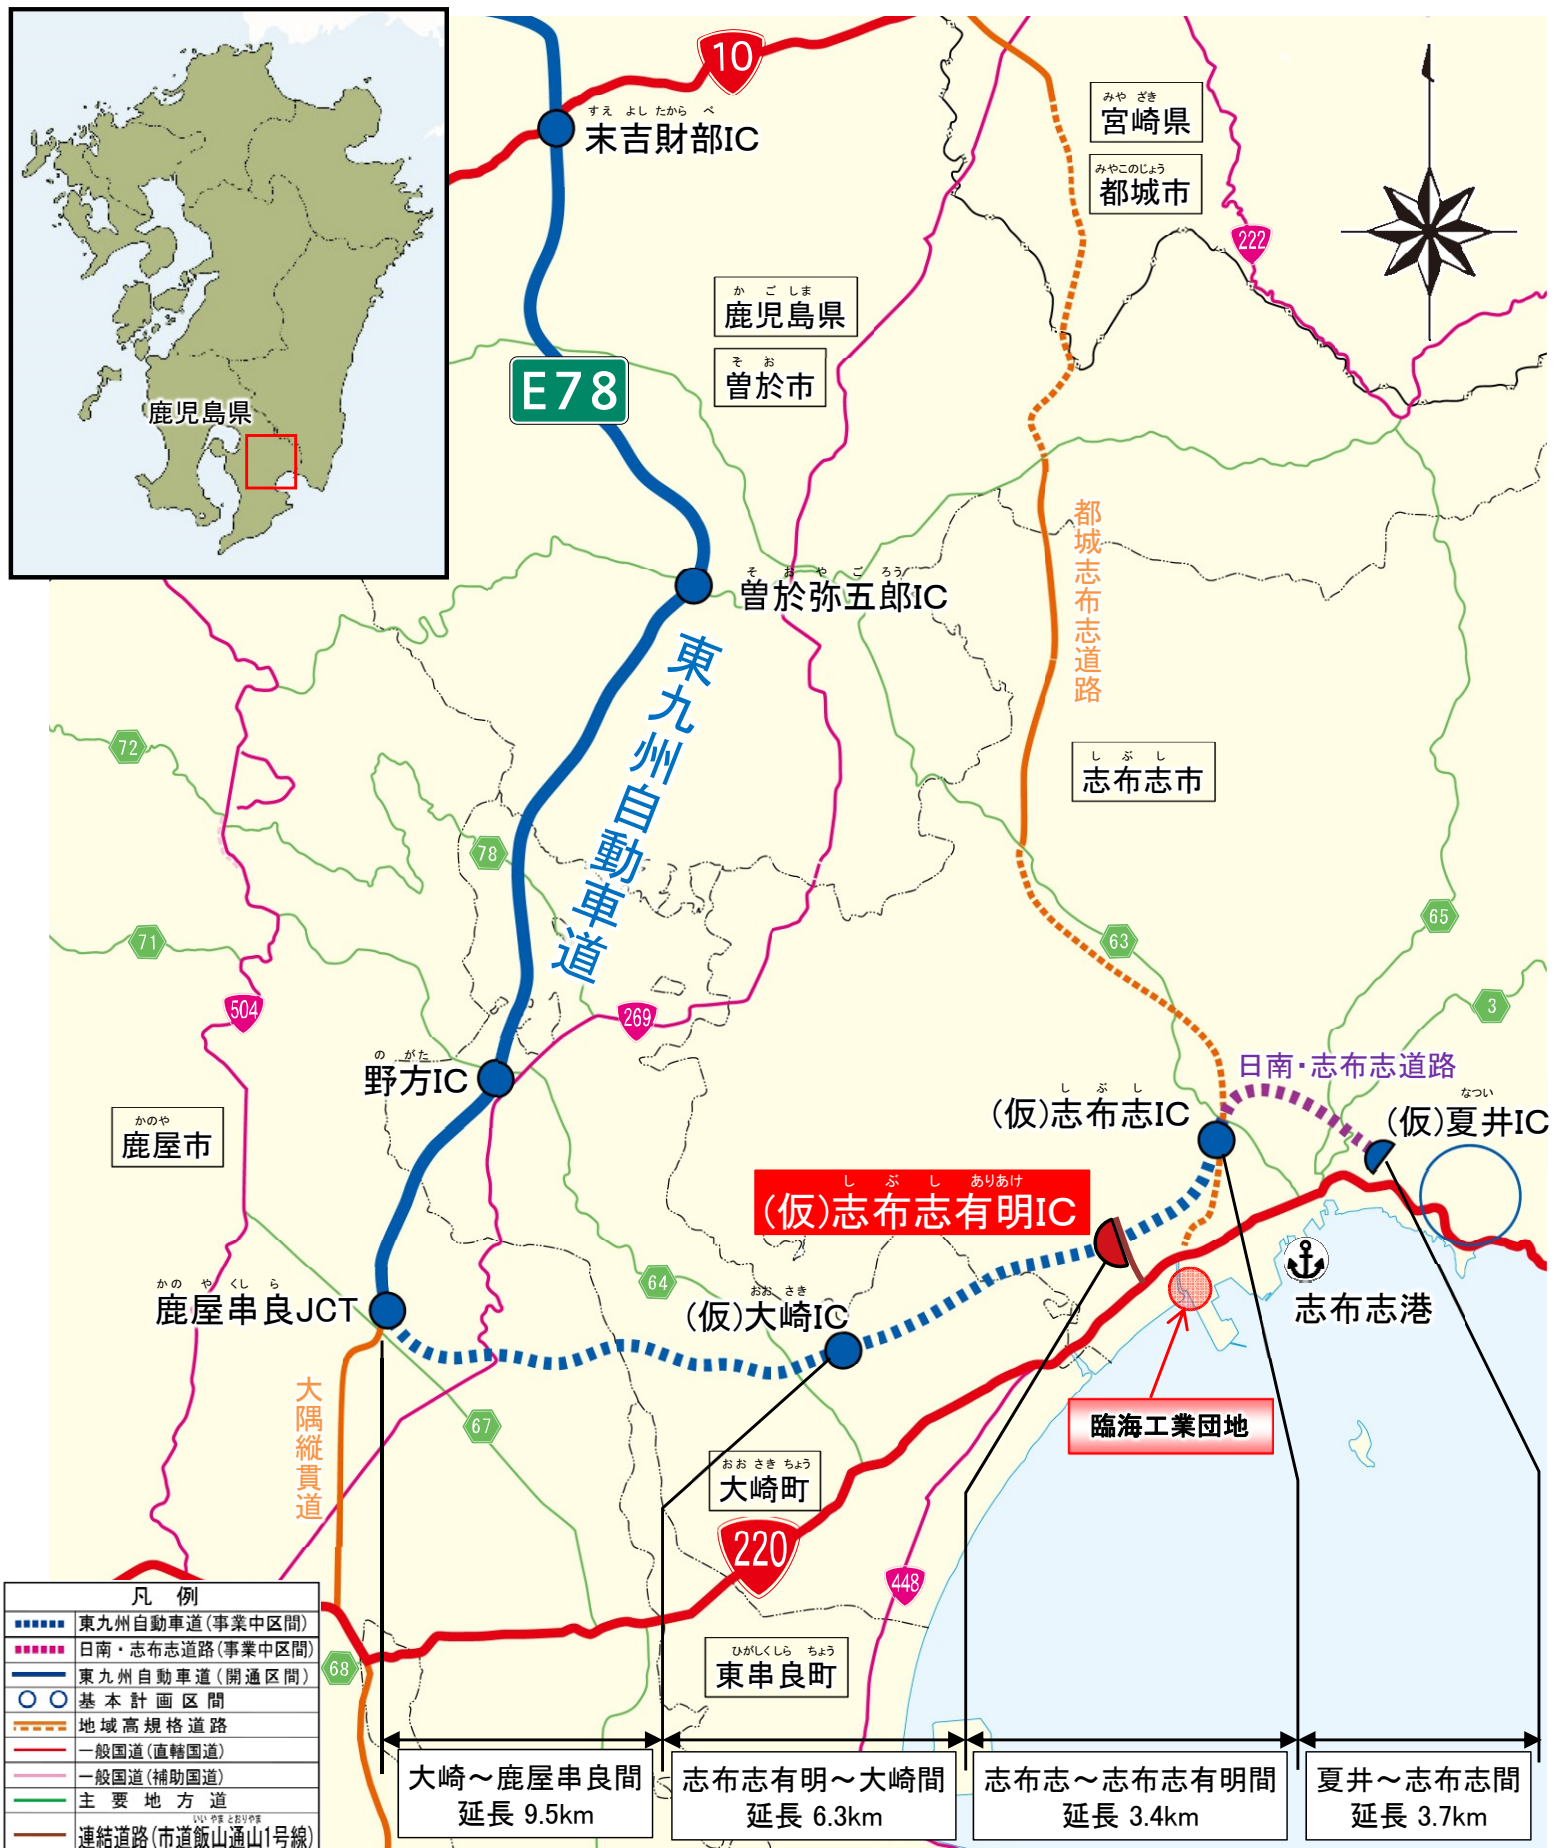 鹿児島県
10
すえ よし たから べ
末吉財部IC
みや ざき
宮崎県
みやこのじょう
都城市
222
か ご しま
鹿児島県
そ お
曽於市
E78
そ お や ご ろう
曽於弥五郎IC
東九州自動車道
都城志布志道路
し ぶ し
志布志市
72
78
71
63
65
3
504
269
の がた
野方IC
かのや
鹿屋市
日南・志布志道路
し ぶ し
(仮)志布志IC
なつい
(仮)夏井IC
し ぶ し ありあけ
(仮)志布志有明IC
かの や くし ら
鹿屋串良JCT
64
おお さき
(仮)大崎IC
志布志港
臨海工業団地
大隅縦貫道
67
おお さき ちょう
大崎町
220
448
ひがしくしら ちょう
東串良町
68
凡 例
東九州自動車道(事業中区間)
日南・志布志道路(事業中区間)
東九州自動車道(開通区間)
基本計画区間
地域高規格道路
一般国道(直轄国道)
一般国道(補助国道)
主要地方道
いい やま とおりやま
連結道路(市道飯山通山1号線)
大崎～鹿屋串良間
延長 9.5km
志布志有明～大崎間
延長 6.3km
志布志～志布志有明間
延長 3.4km
夏井～志布志間
延長 3.7km